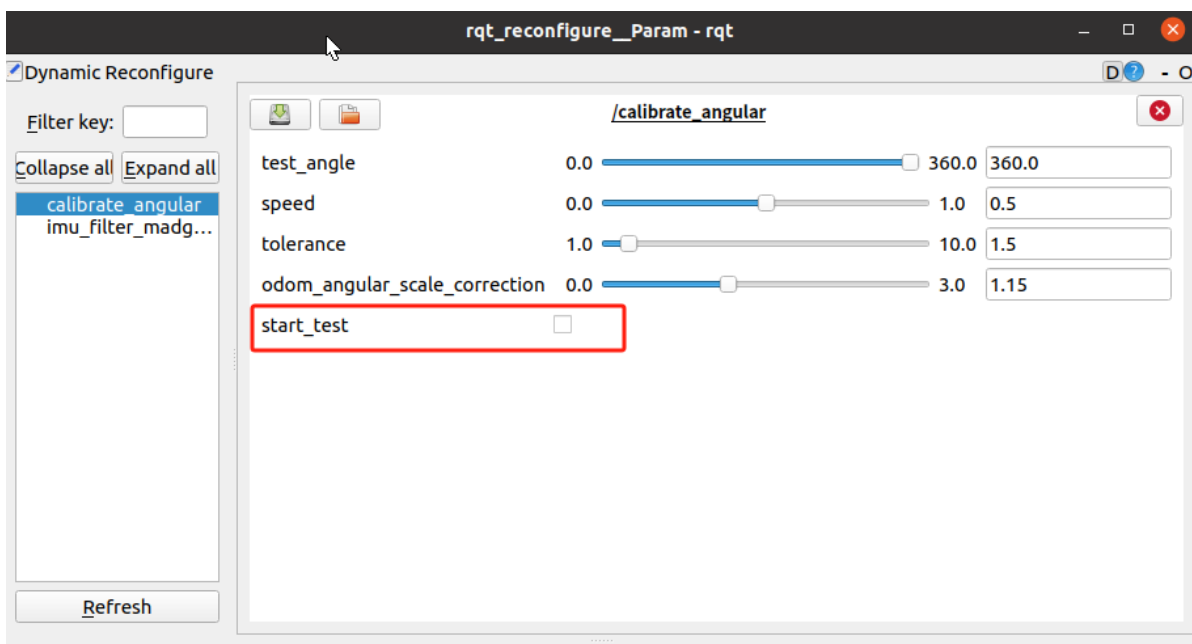 rqt_reconfigure__Param - rqt
Dynamic Reconfigure
D ? - O
Filter key:
Collapse all Expand all
calibrate_angular
imu_filter_madg...
Refresh
/calibrate_angular
test_angle 0.0 360.0 360.0
speed 0.0 1.0 0.5
tolerance 1.0 10.0 1.5
odom_angular_scale_correction 0.0 3.0 1.15
start_test